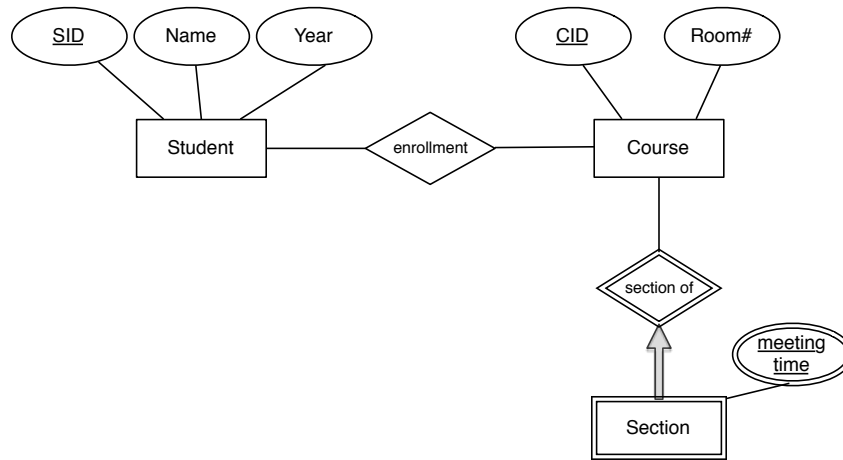 SID
Name
Year
CID
Room#
Student
enrollment
Course
section of
meeting
time
Section